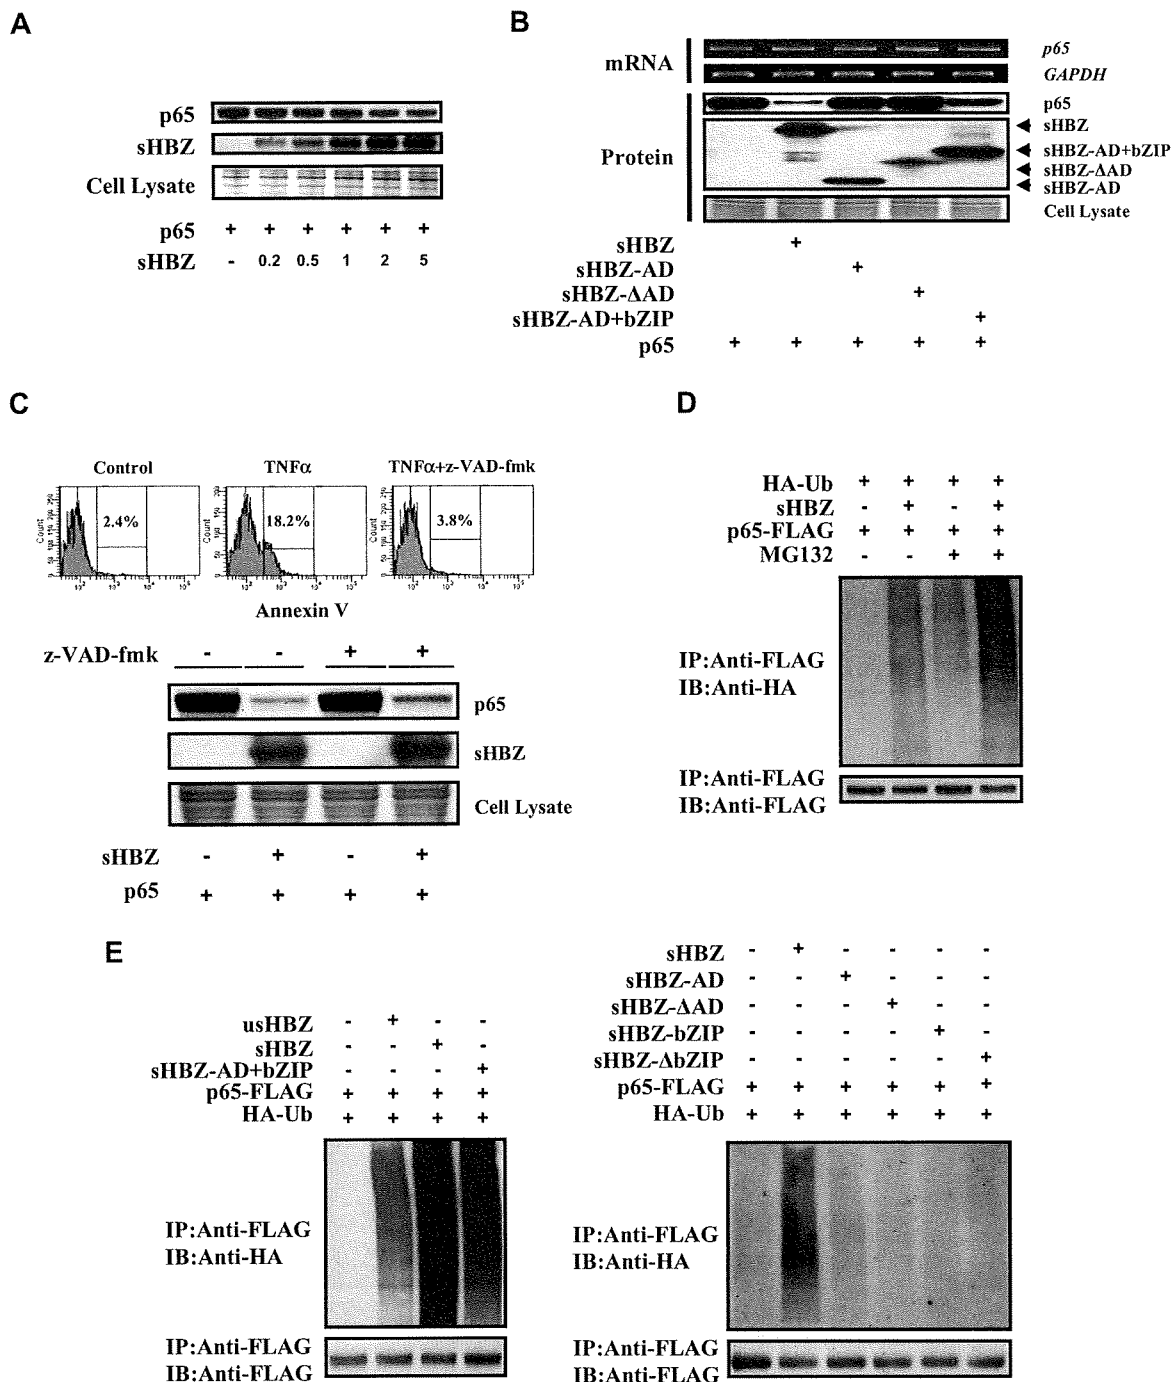 A
p65
sHBZ
Cell Lysate
p65 + + + + + +
sHBZ - 0.2 0.5 1 2 5
B
mRNA
p65
GAPDH
Protein
p65
sHBZ
sHBZ-AD+bZIP
sHBZ-ΔAD
sHBZ-AD
Cell Lysate
sHBZ +
sHBZ-AD +
sHBZ-ΔAD +
sHBZ-AD+bZIP +
p65 + + + + +
C
Control TNFα TNFα+z-VAD-fmk
Count Count Count
2.4% 18.2% 3.8%
Annexin V
z-VAD-fmk - - + +
p65
sHBZ
Cell Lysate
sHBZ - + - +
p65 + + + +
D
HA-Ub + + + +
sHBZ - + - +
p65-FLAG + + + +
MG132 - - + +
IP:Anti-FLAG
IB:Anti-HA
IP:Anti-FLAG
IB:Anti-FLAG
E
usHBZ - + - -
sHBZ - - + -
sHBZ-AD+bZIP - - - +
p65-FLAG + + + +
HA-Ub + + + +
IP:Anti-FLAG
IB:Anti-HA
IP:Anti-FLAG
IB:Anti-FLAG
sHBZ - + - - - -
sHBZ-AD - - + - - -
sHBZ-ΔAD - - - + - -
sHBZ-bZIP - - - - + -
sHBZ-ΔbZIP - - - - - +
p65-FLAG + + + + + +
HA-Ub + + + + + +
IP:Anti-FLAG
IB:Anti-HA
IP:Anti-FLAG
IB:Anti-FLAG